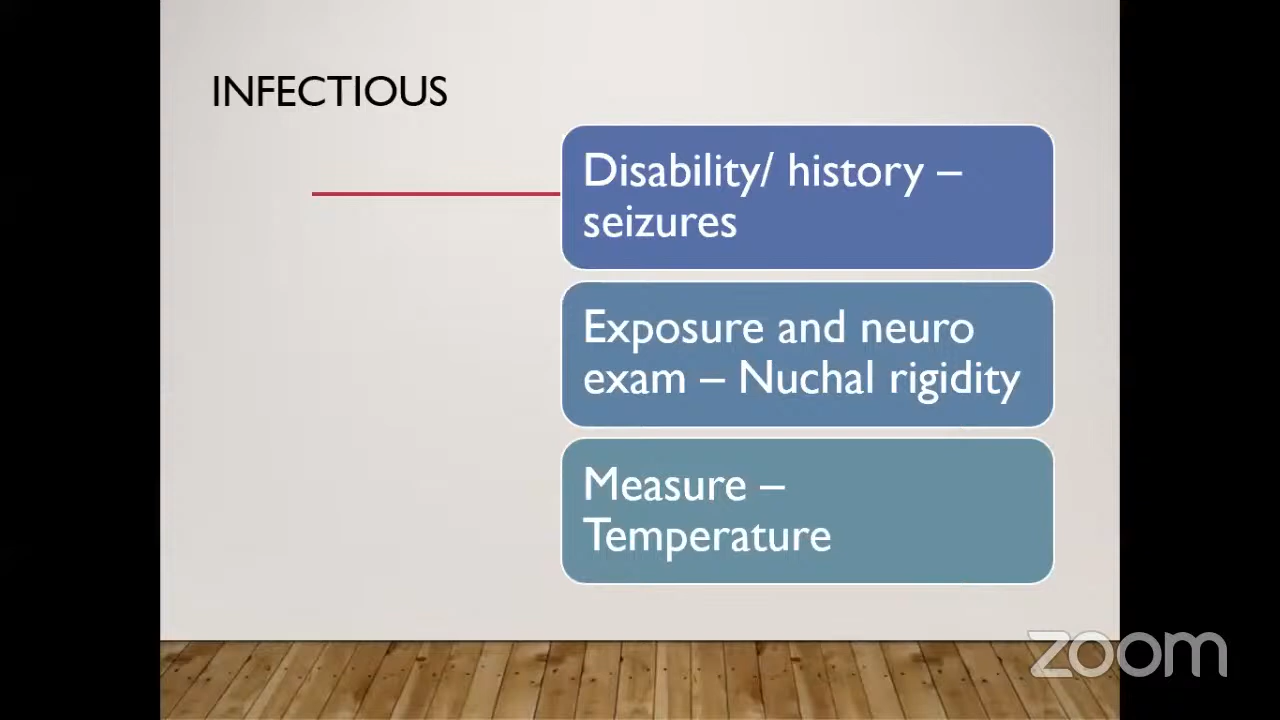 INFECTIOUS
Disability/ history –
seizures
Exposure and neuro
exam – Nuchal rigidity
Measure –
Temperature
zoom